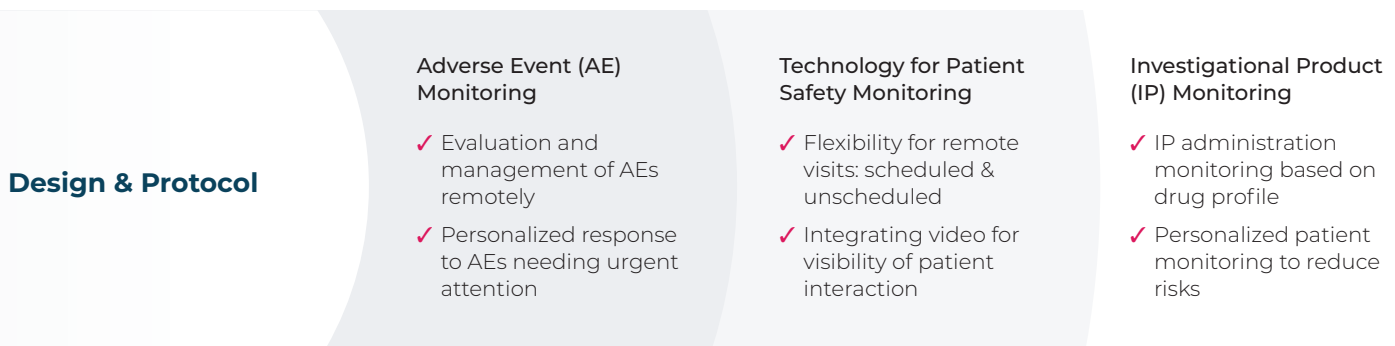 Design & Protocol
Adverse Event (AE)
Monitoring
✓ Evaluation and
management of AEs
remotely
✓ Personalized response
to AEs needing urgent
attention
Technology for Patient
Safety Monitoring
✓ Flexibility for remote
visits: scheduled &
unscheduled
✓ Integrating video for
visibility of patient
interaction
Investigational Product
(IP) Monitoring
✓ IP administration
monitoring based on
drug profile
✓ Personalized patient
monitoring to reduce
risks